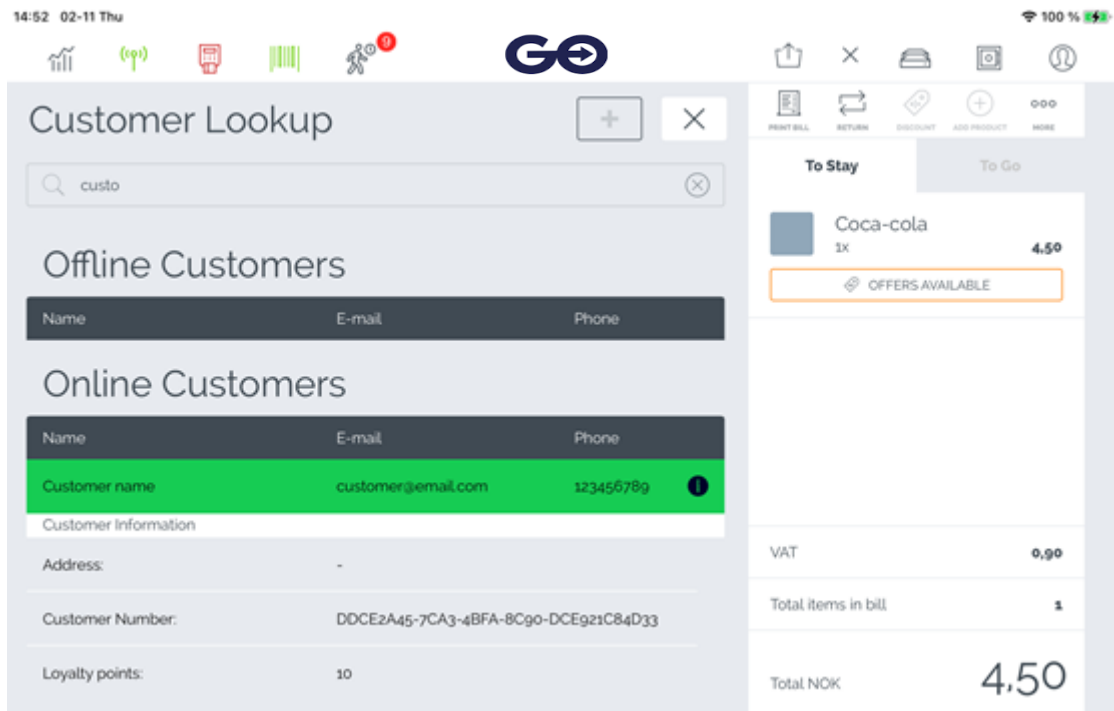 14:52 02-11 Thu
100 %
9
GO
Customer Lookup
custo
Offline Customers
Name E-mail Phone
Online Customers
Name E-mail Phone
Customer name customer@email.com 123456789
Customer Information
Address: -
Customer Number: DDCE2A45-7CA3-4BFA-8C90-DCE921C84D33
Loyalty points: 10
PRINT BILL RETURN DISCOUNT ADD PRODUCT MORE
To Stay To Go
Coca-cola
1x 4,50
OFFERS AVAILABLE
VAT 0,90
Total items in bill 1
Total NOK 4,50